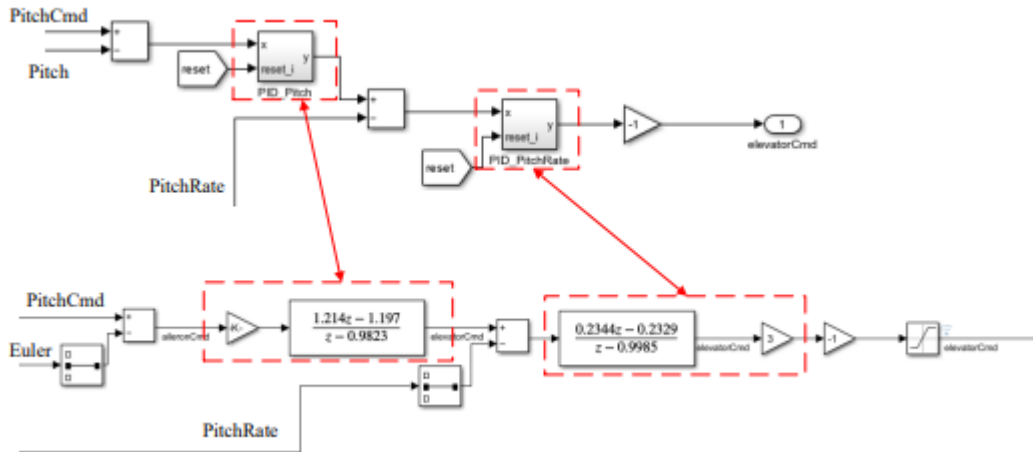 PitchCmd
Pitch
+
−
reset
x
reset_i
y
PID_Pitch
PitchRate
+
−
reset
x
reset_i
y
PID_PitchRate
-1
1
elevatorCmd
PitchCmd
Euler
+
−
aileronCmd
-K-
1.214z − 1.197
z − 0.9823
elevatorCmd
+
−
PitchRate
0.2344z − 0.2329
z − 0.9985
elevatorCmd
3
-1
elevatorCmd